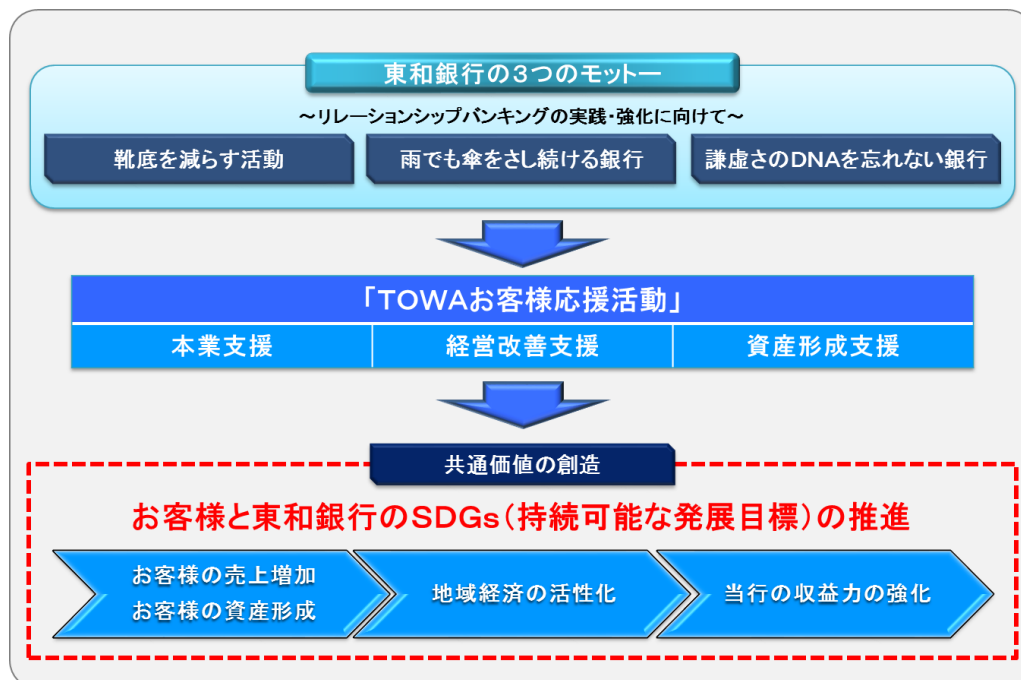 東和銀行の3つのモットー
～リレーションシップバンキングの実践・強化に向けて～
靴底を減らす活動
雨でも傘をさし続ける銀行
謙虚さのDNAを忘れない銀行
「TOWAお客様応援活動」
本業支援
経営改善支援
資産形成支援
共通価値の創造
お客様と東和銀行のSDGs（持続可能な発展目標）の推進
お客様の売上増加
お客様の資産形成
地域経済の活性化
当行の収益力の強化